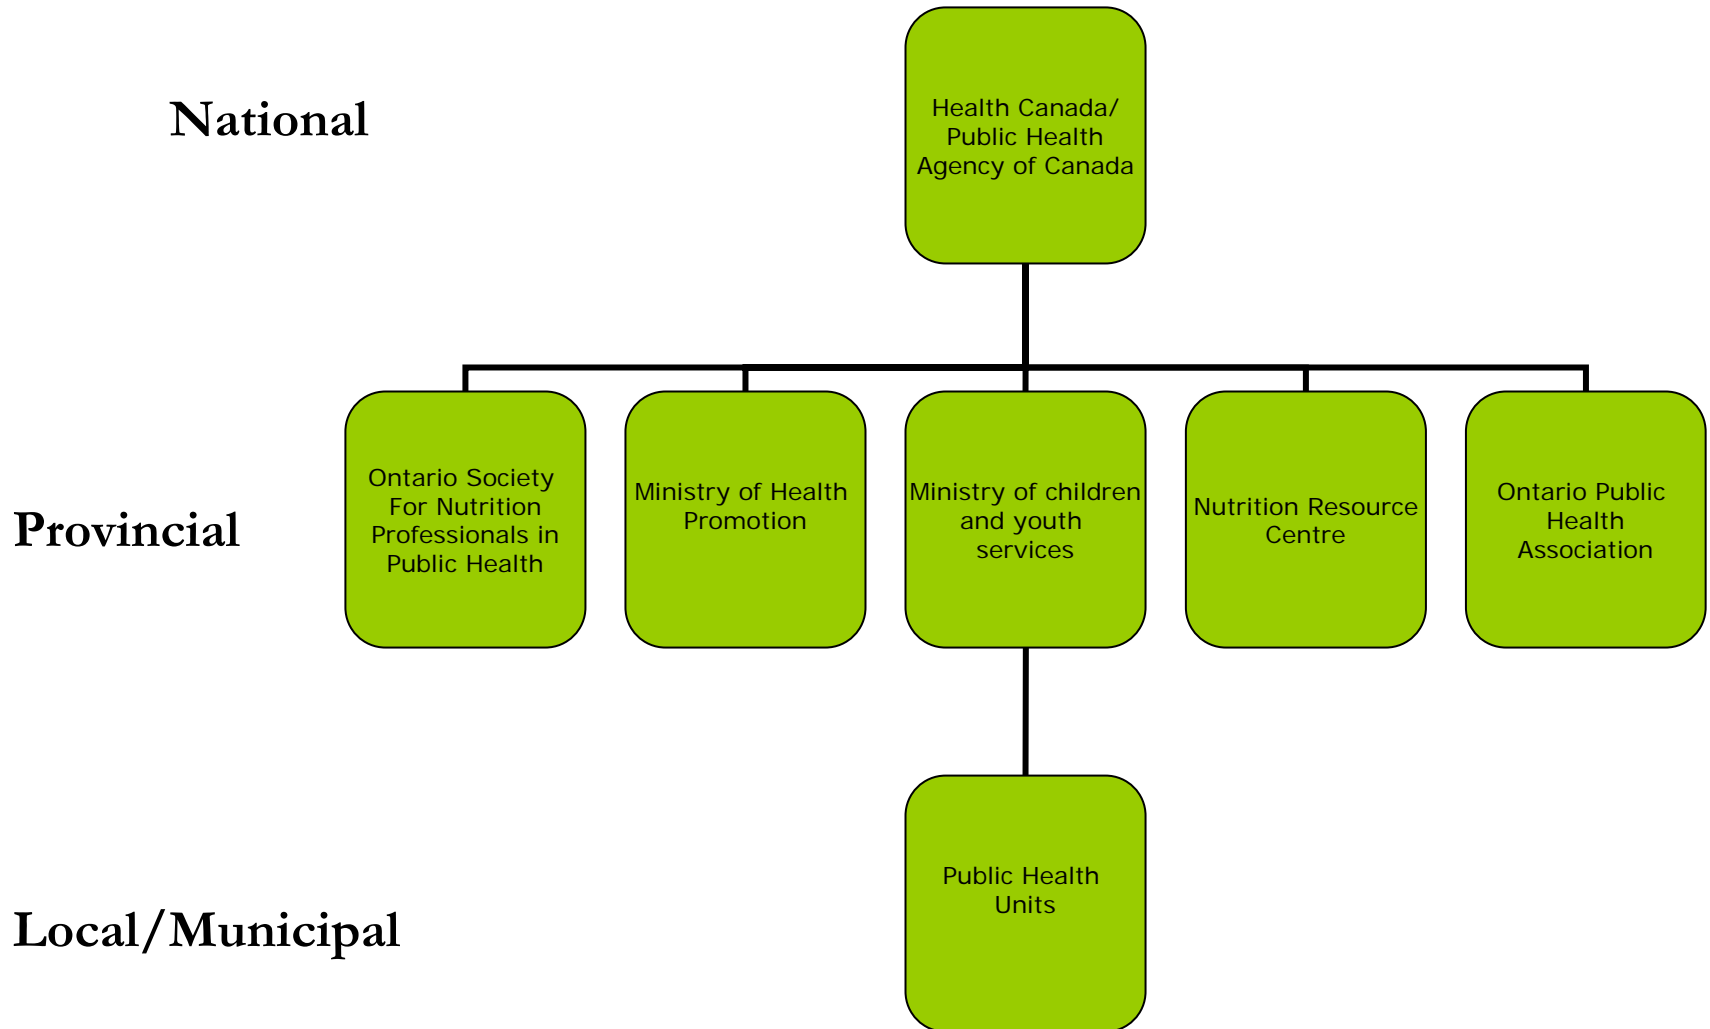 National
Health Canada/
Public Health
Agency of Canada
Provincial
Ontario Society
For Nutrition
Professionals in
Public Health
Ministry of Health
Promotion
Ministry of children
and youth
services
Nutrition Resource
Centre
Ontario Public
Health
Association
Local/Municipal
Public Health
Units